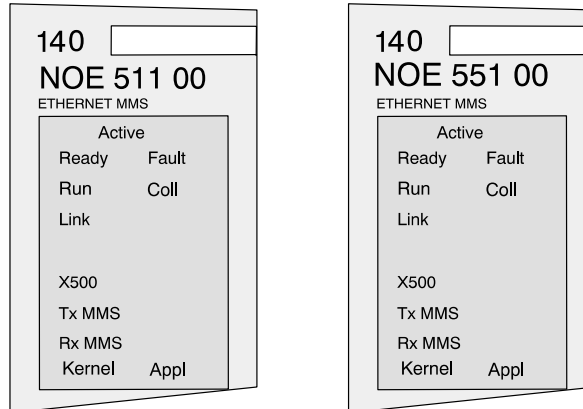 140
NOE 511 00
ETHERNET MMS
Active
Ready Fault
Run Coll
Link
X500
Tx MMS
Rx MMS
Kernel Appl
140
NOE 551 00
ETHERNET MMS
Active
Ready Fault
Run Coll
Link
X500
Tx MMS
Rx MMS
Kernel Appl